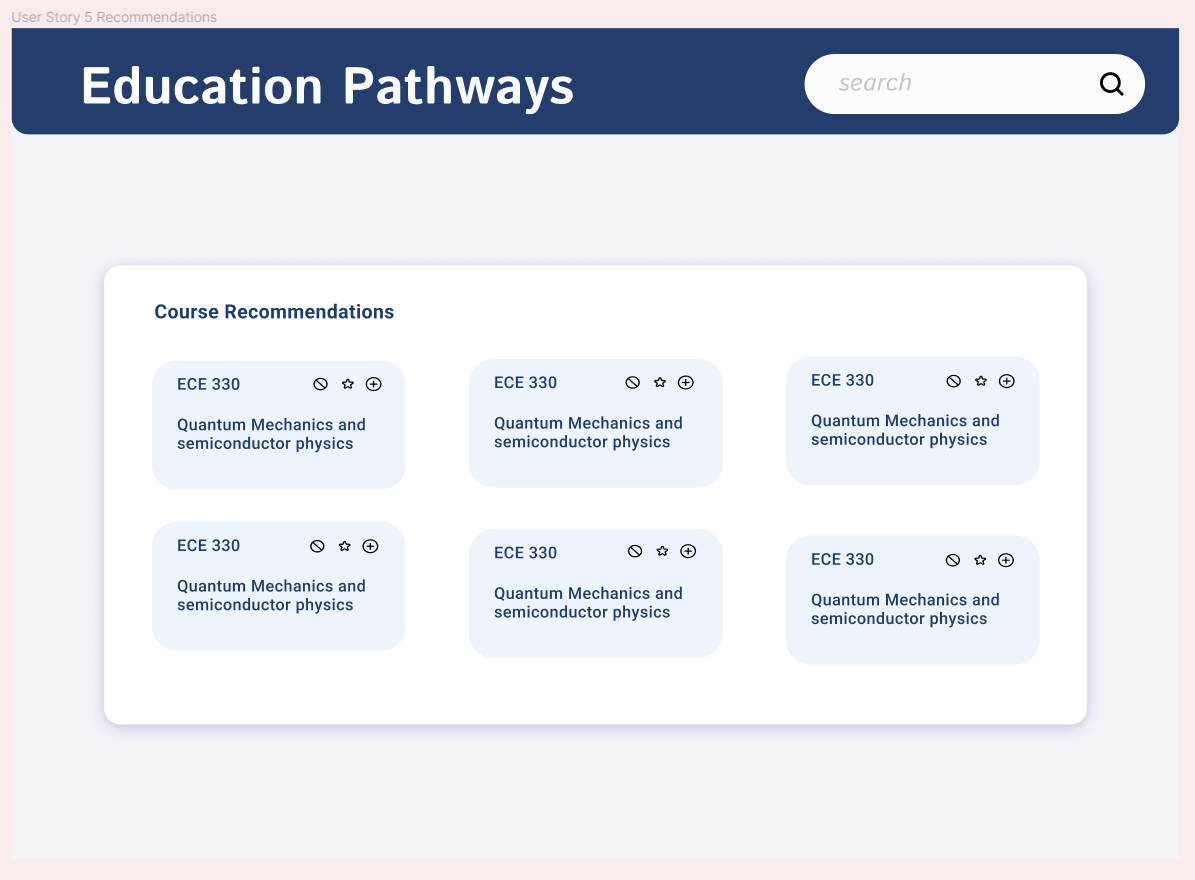 User Story 5 Recommendations
Education Pathways
search
Course Recommendations
ECE 330
Quantum Mechanics and
semiconductor physics
ECE 330
Quantum Mechanics and
semiconductor physics
ECE 330
Quantum Mechanics and
semiconductor physics
ECE 330
Quantum Mechanics and
semiconductor physics
ECE 330
Quantum Mechanics and
semiconductor physics
ECE 330
Quantum Mechanics and
semiconductor physics